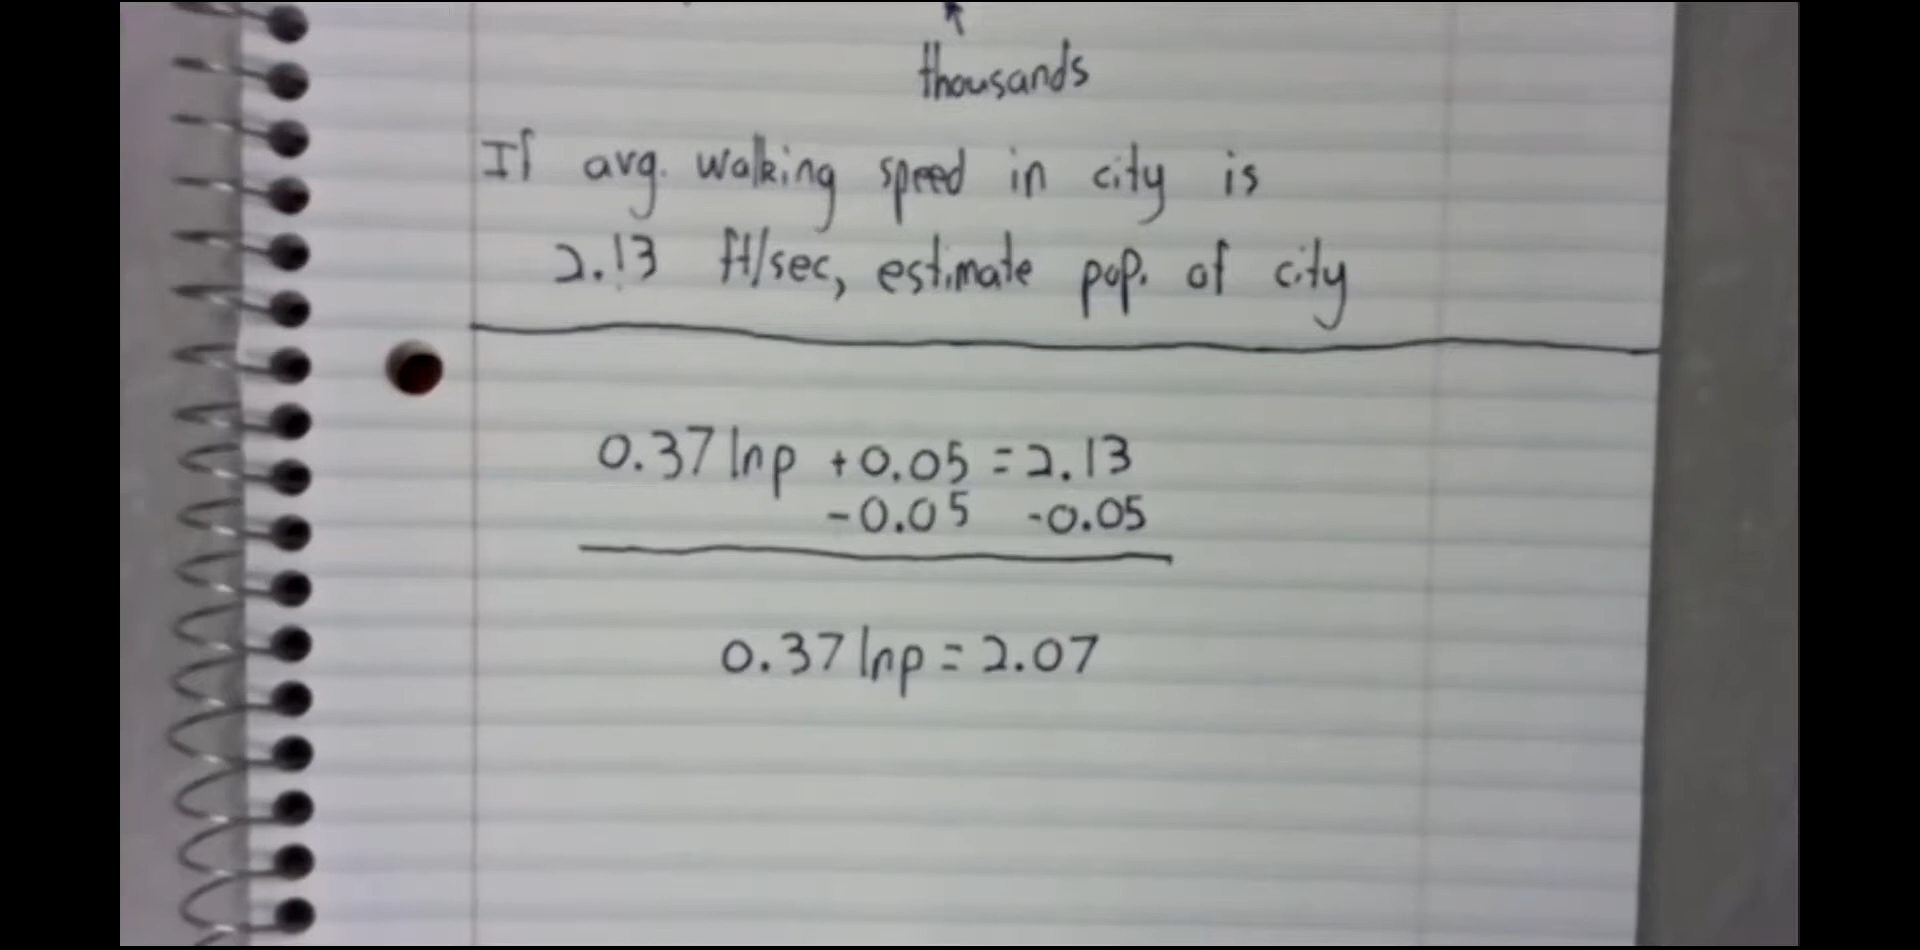 thousands
If avg. walking speed in city is
2.13 ft/sec, estimate pop. of city
0.37 lnp +0.05 = 2.13
-0.05 -0.05
0.37 lnp = 2.07